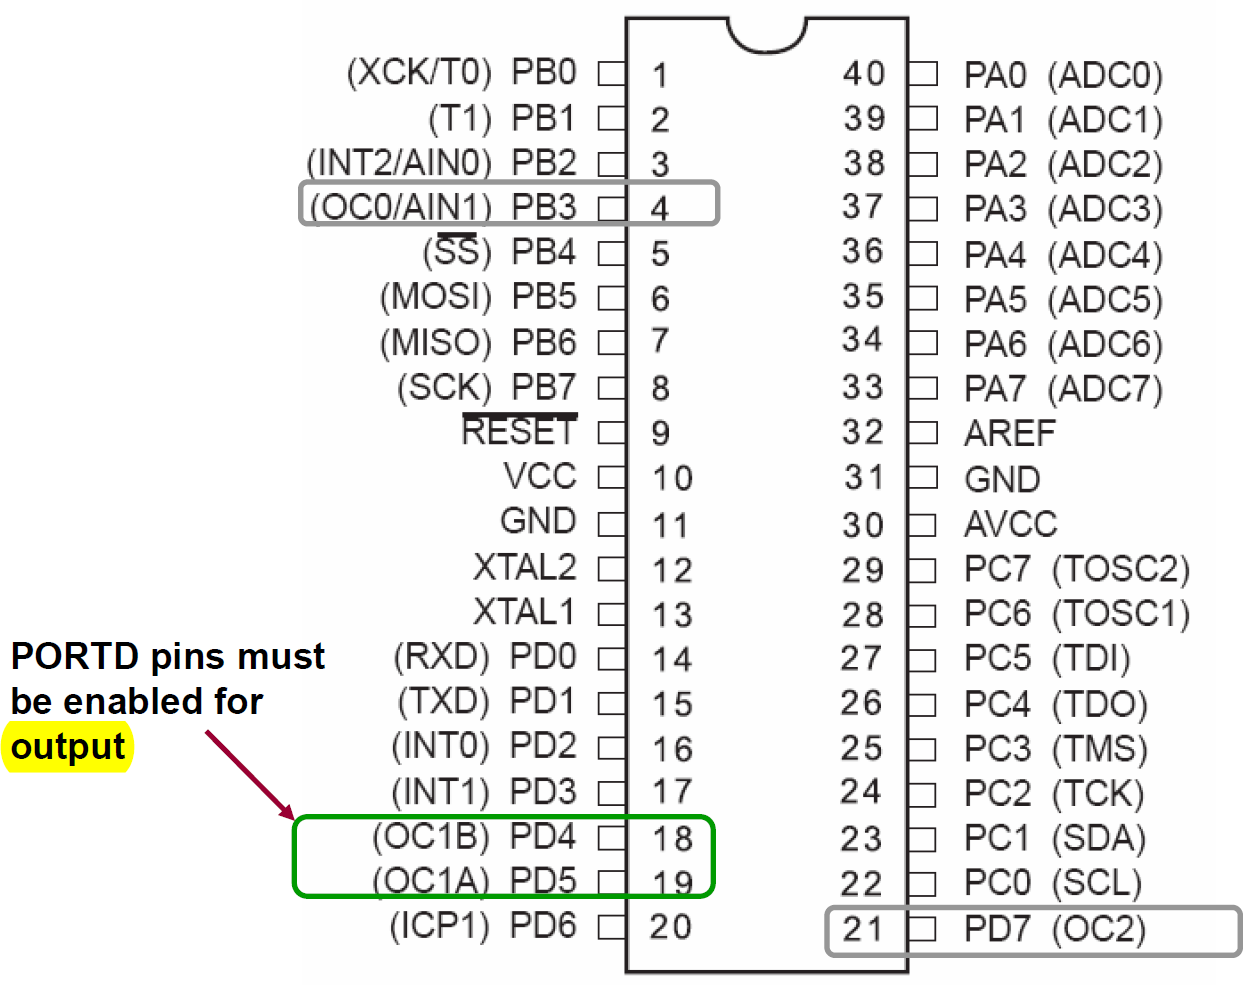 (XCK/T0) PB0 1 40 PA0 (ADC0)
(T1) PB1 2 39 PA1 (ADC1)
(INT2/AIN0) PB2 3 38 PA2 (ADC2)
(OC0/AIN1) PB3 4 37 PA3 (ADC3)
(SS) PB4 5 36 PA4 (ADC4)
(MOSI) PB5 6 35 PA5 (ADC5)
(MISO) PB6 7 34 PA6 (ADC6)
(SCK) PB7 8 33 PA7 (ADC7)
RESET 9 32 AREF
VCC 10 31 GND
GND 11 30 AVCC
XTAL2 12 29 PC7 (TOSC2)
XTAL1 13 28 PC6 (TOSC1)
(RXD) PD0 14 27 PC5 (TDI)
(TXD) PD1 15 26 PC4 (TDO)
(INT0) PD2 16 25 PC3 (TMS)
(INT1) PD3 17 24 PC2 (TCK)
(OC1B) PD4 18 23 PC1 (SDA)
(OC1A) PD5 19 22 PC0 (SCL)
(ICP1) PD6 20 21 PD7 (OC2)
PORTD pins must
be enabled for
output